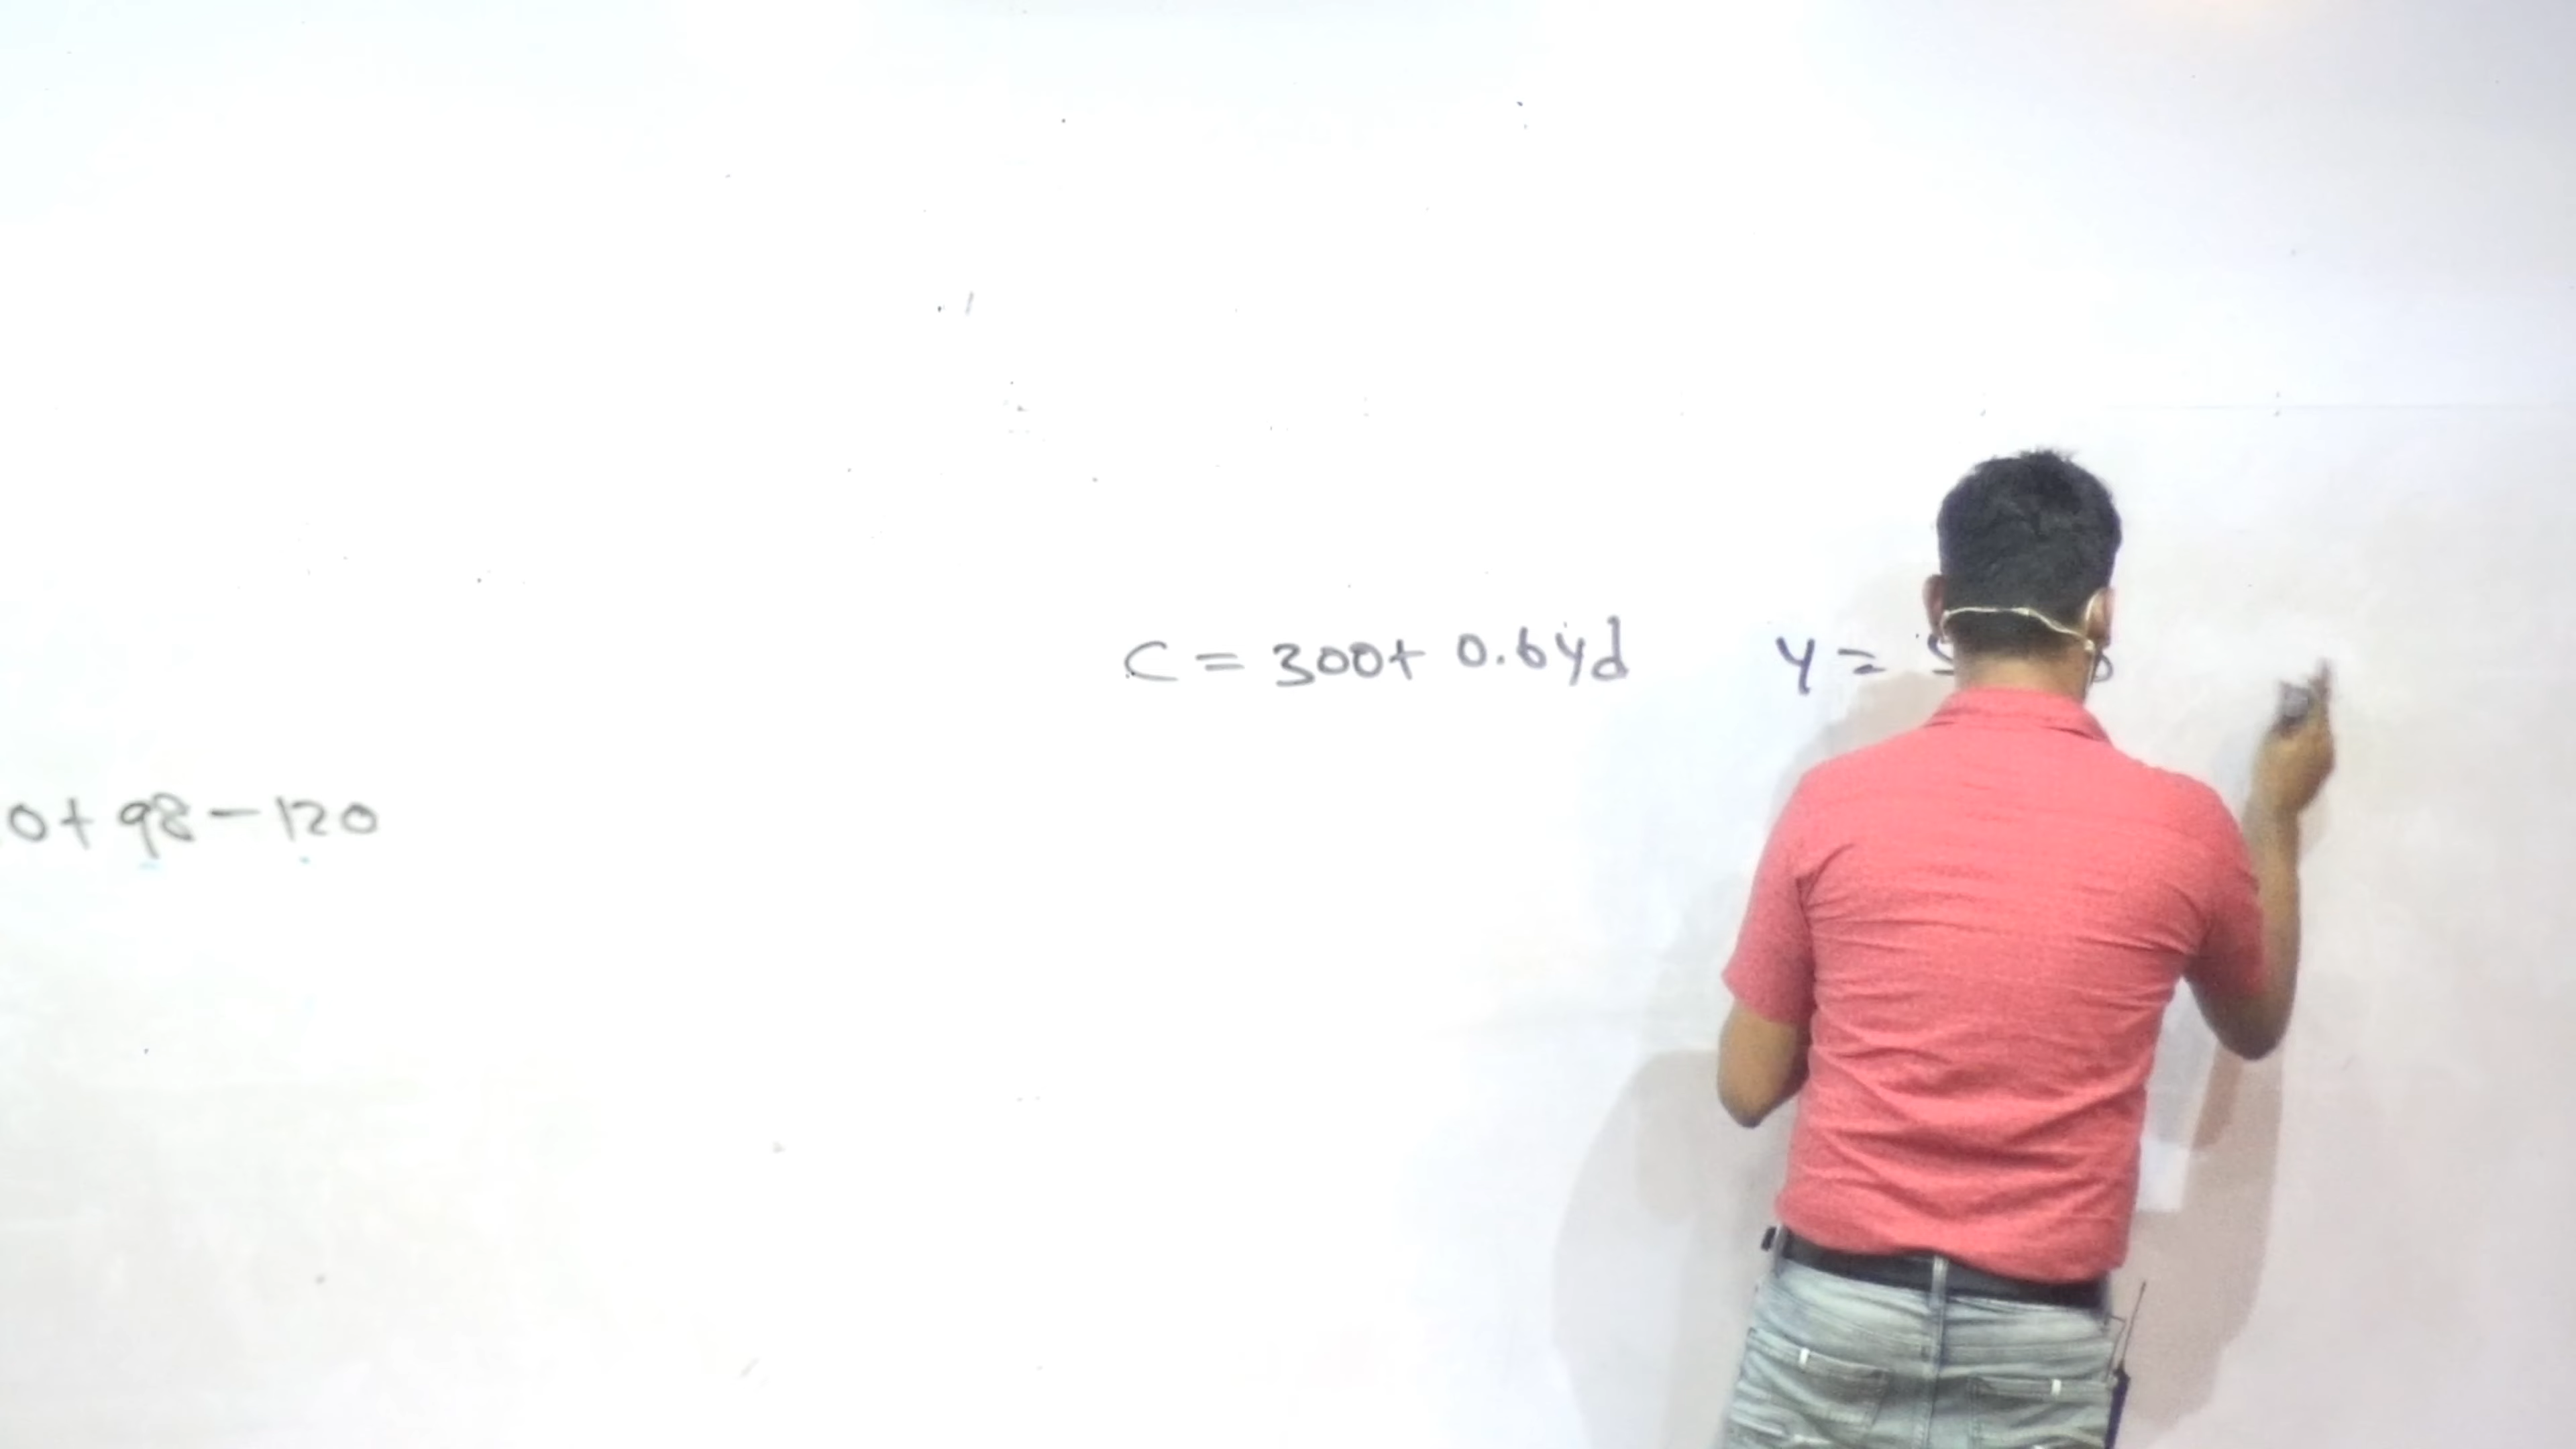 C = 300 + 0.6yd y =
0 + 98 - 120